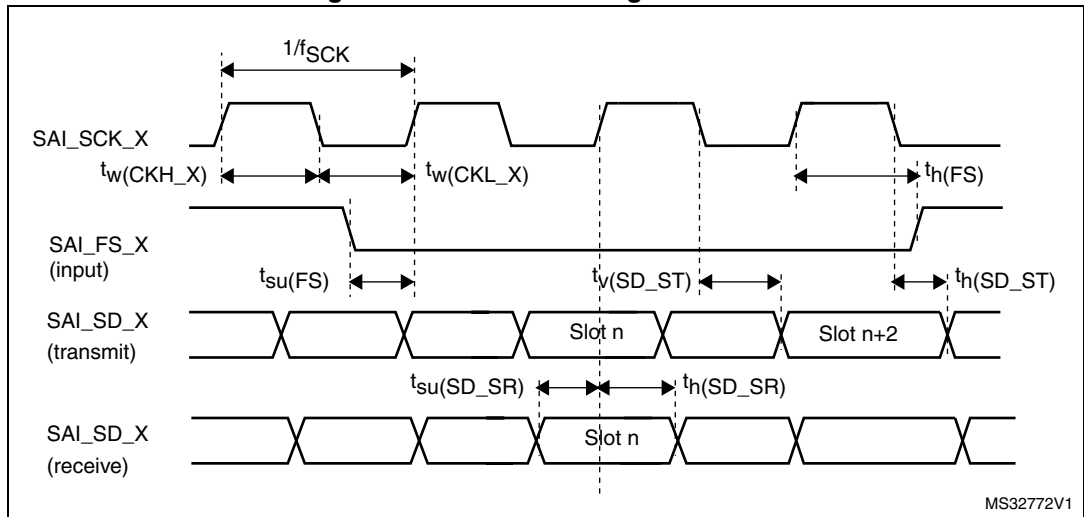 1/fSCK
SAI_SCK_X
tw(CKH_X) tw(CKL_X) th(FS)
SAI_FS_X
(input)
tsu(FS) tv(SD_ST) th(SD_ST)
SAI_SD_X
(transmit)
Slot n Slot n+2
tsu(SD_SR) th(SD_SR)
SAI_SD_X
(receive)
Slot n
MS32772V1